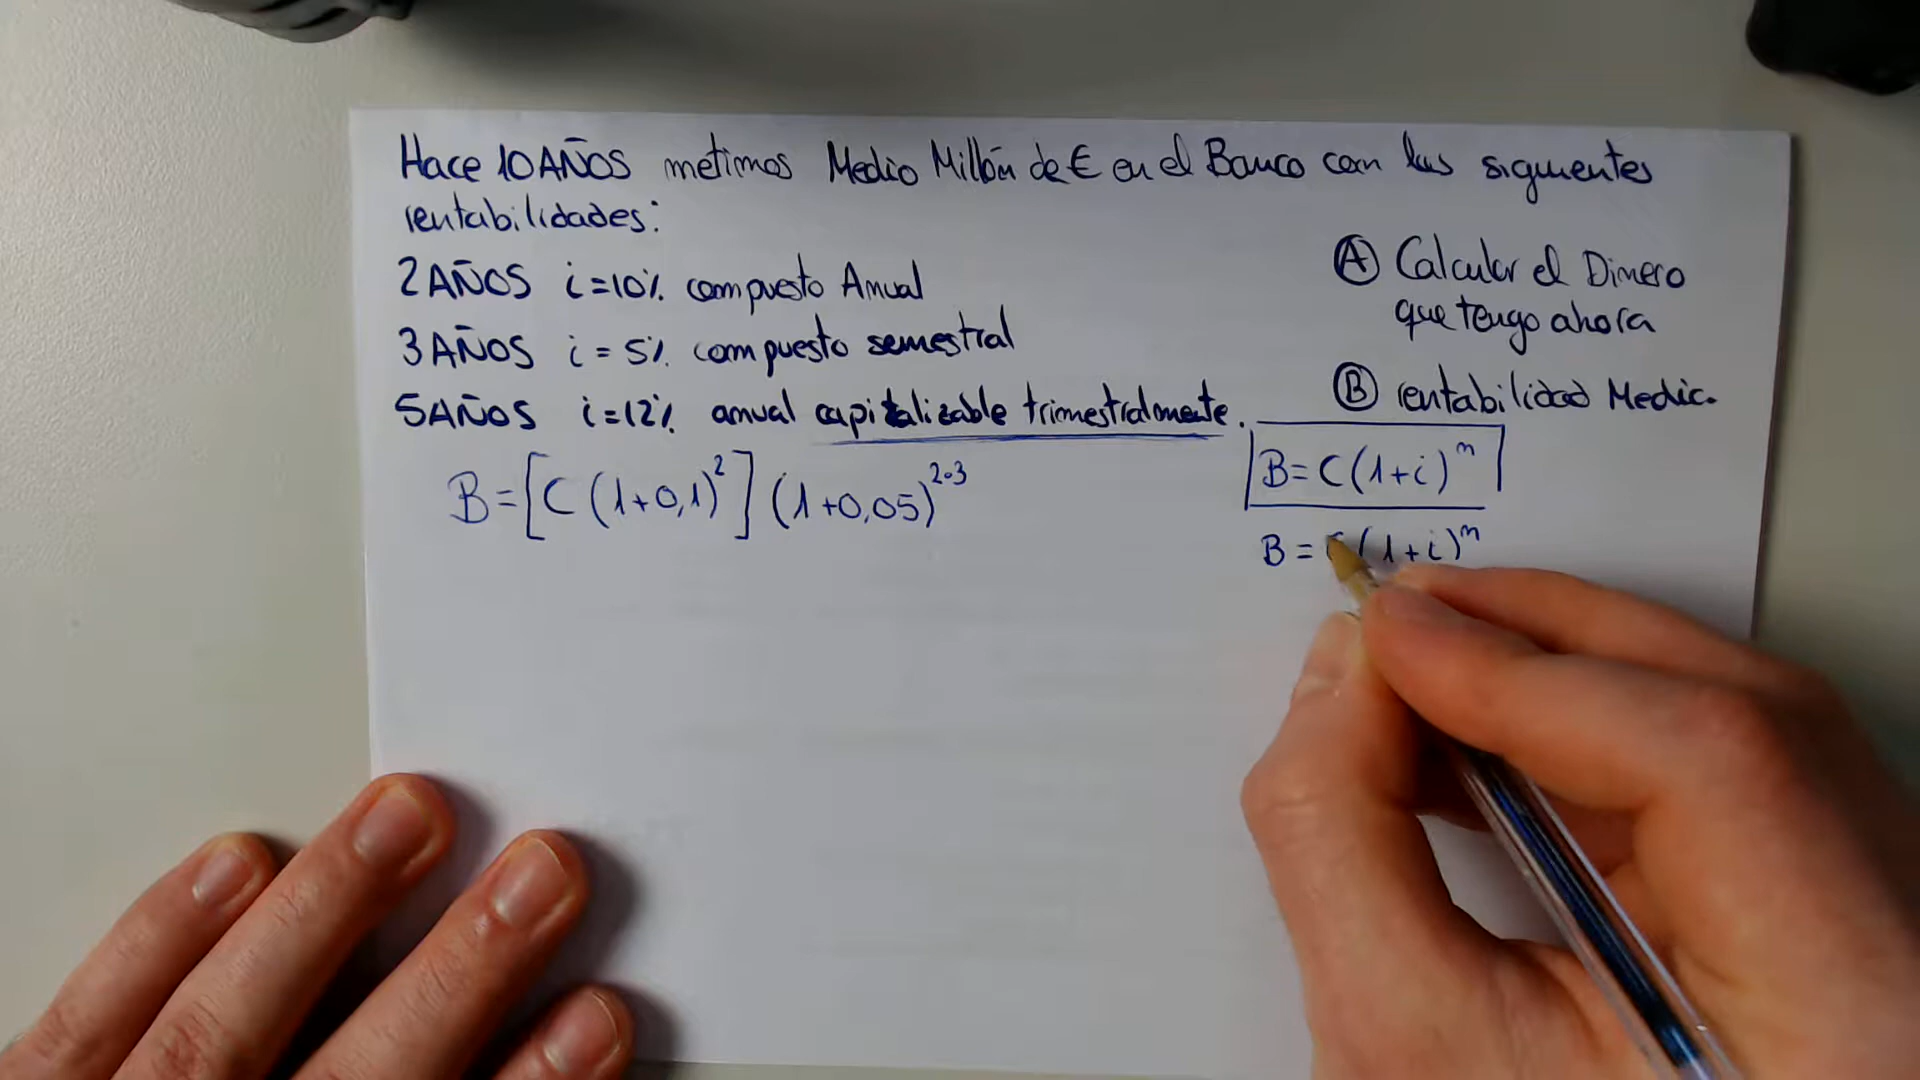 Hace 10 AÑOS metimos Medio Millón de € en el Banco con las siguientes
rentabilidades:
2 AÑOS i=10% compuesto Anual
3 AÑOS i=5% compuesto semestral
5 AÑOS i=12% anual capitalizable trimestralmente.
Ⓐ Calcular el Dinero
que tengo ahora
Ⓑ rentabilidad Media.
B=[C(1+0,1)²](1+0,05)²·³
B=C(1+i)ⁿ
B=C(1+i)ⁿ